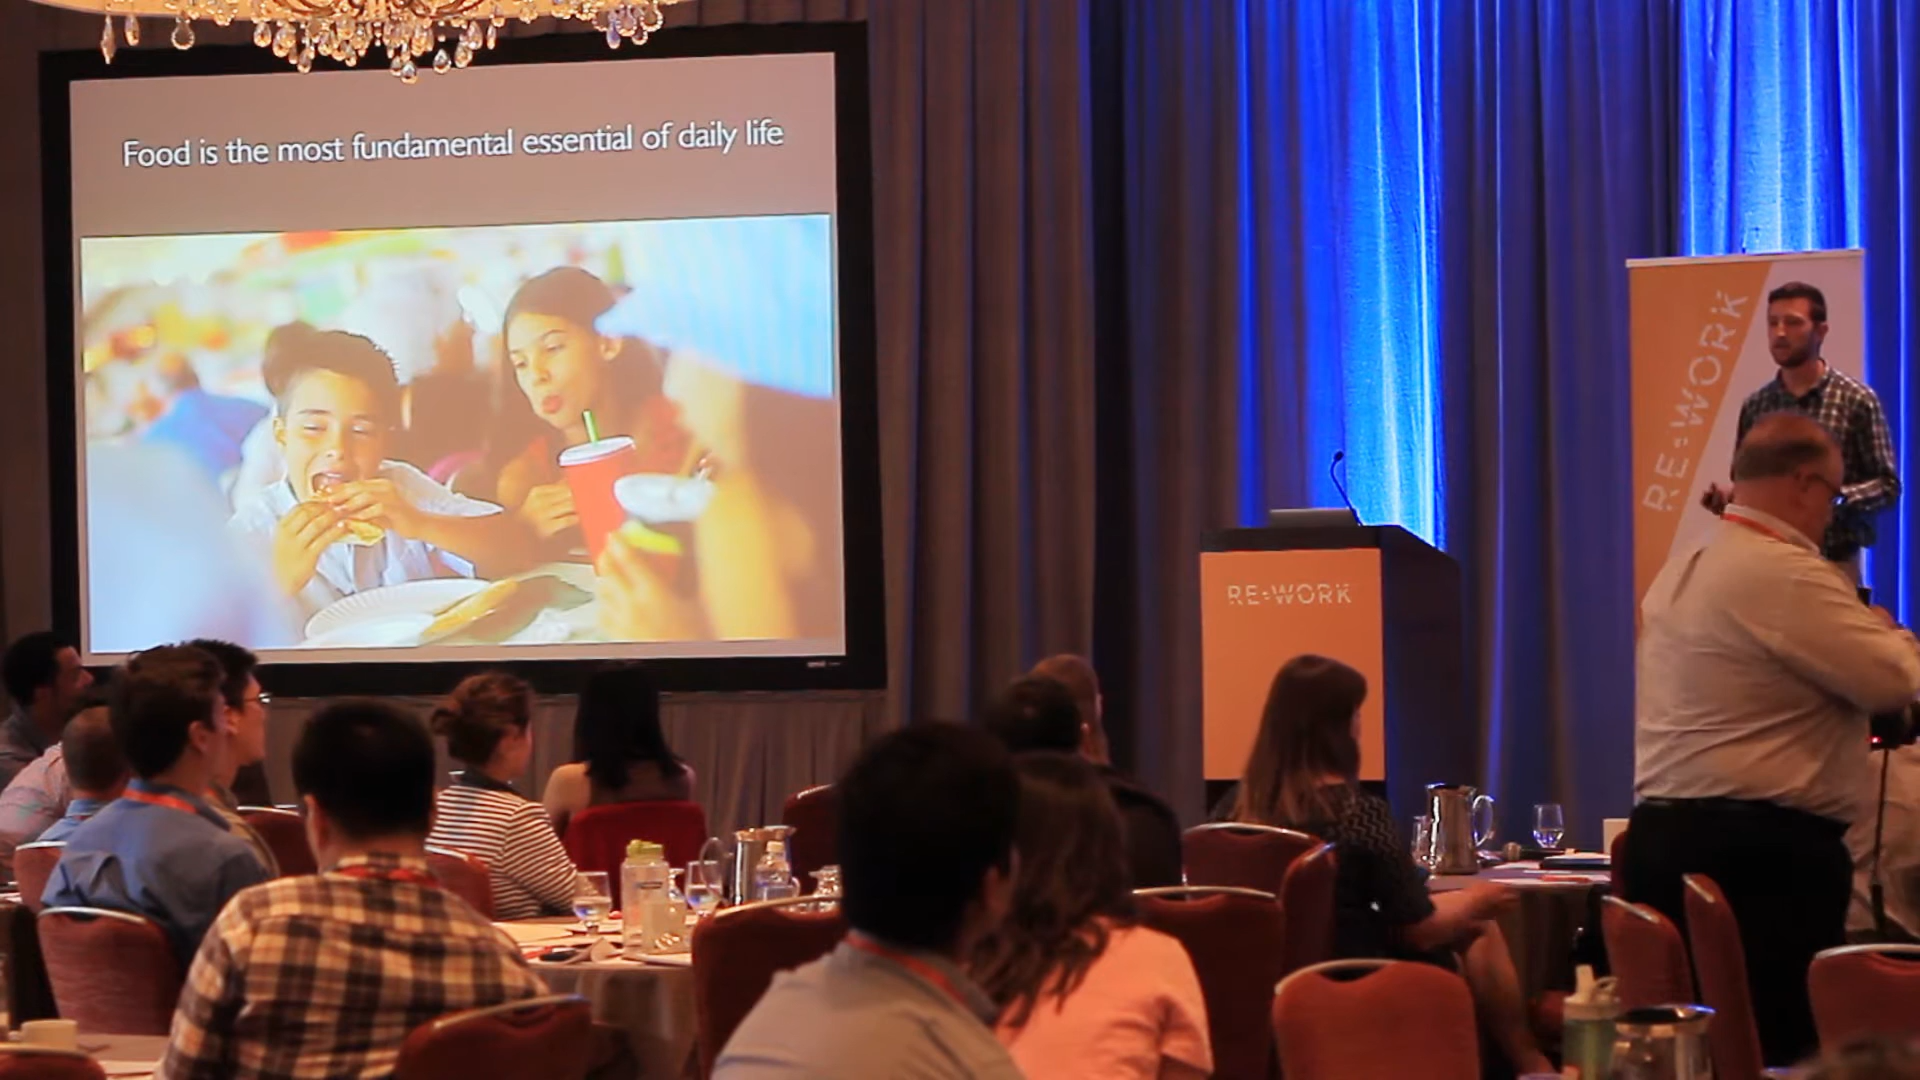 Food is the most fundamental essential of daily life
RE•WORK
RE•WORK